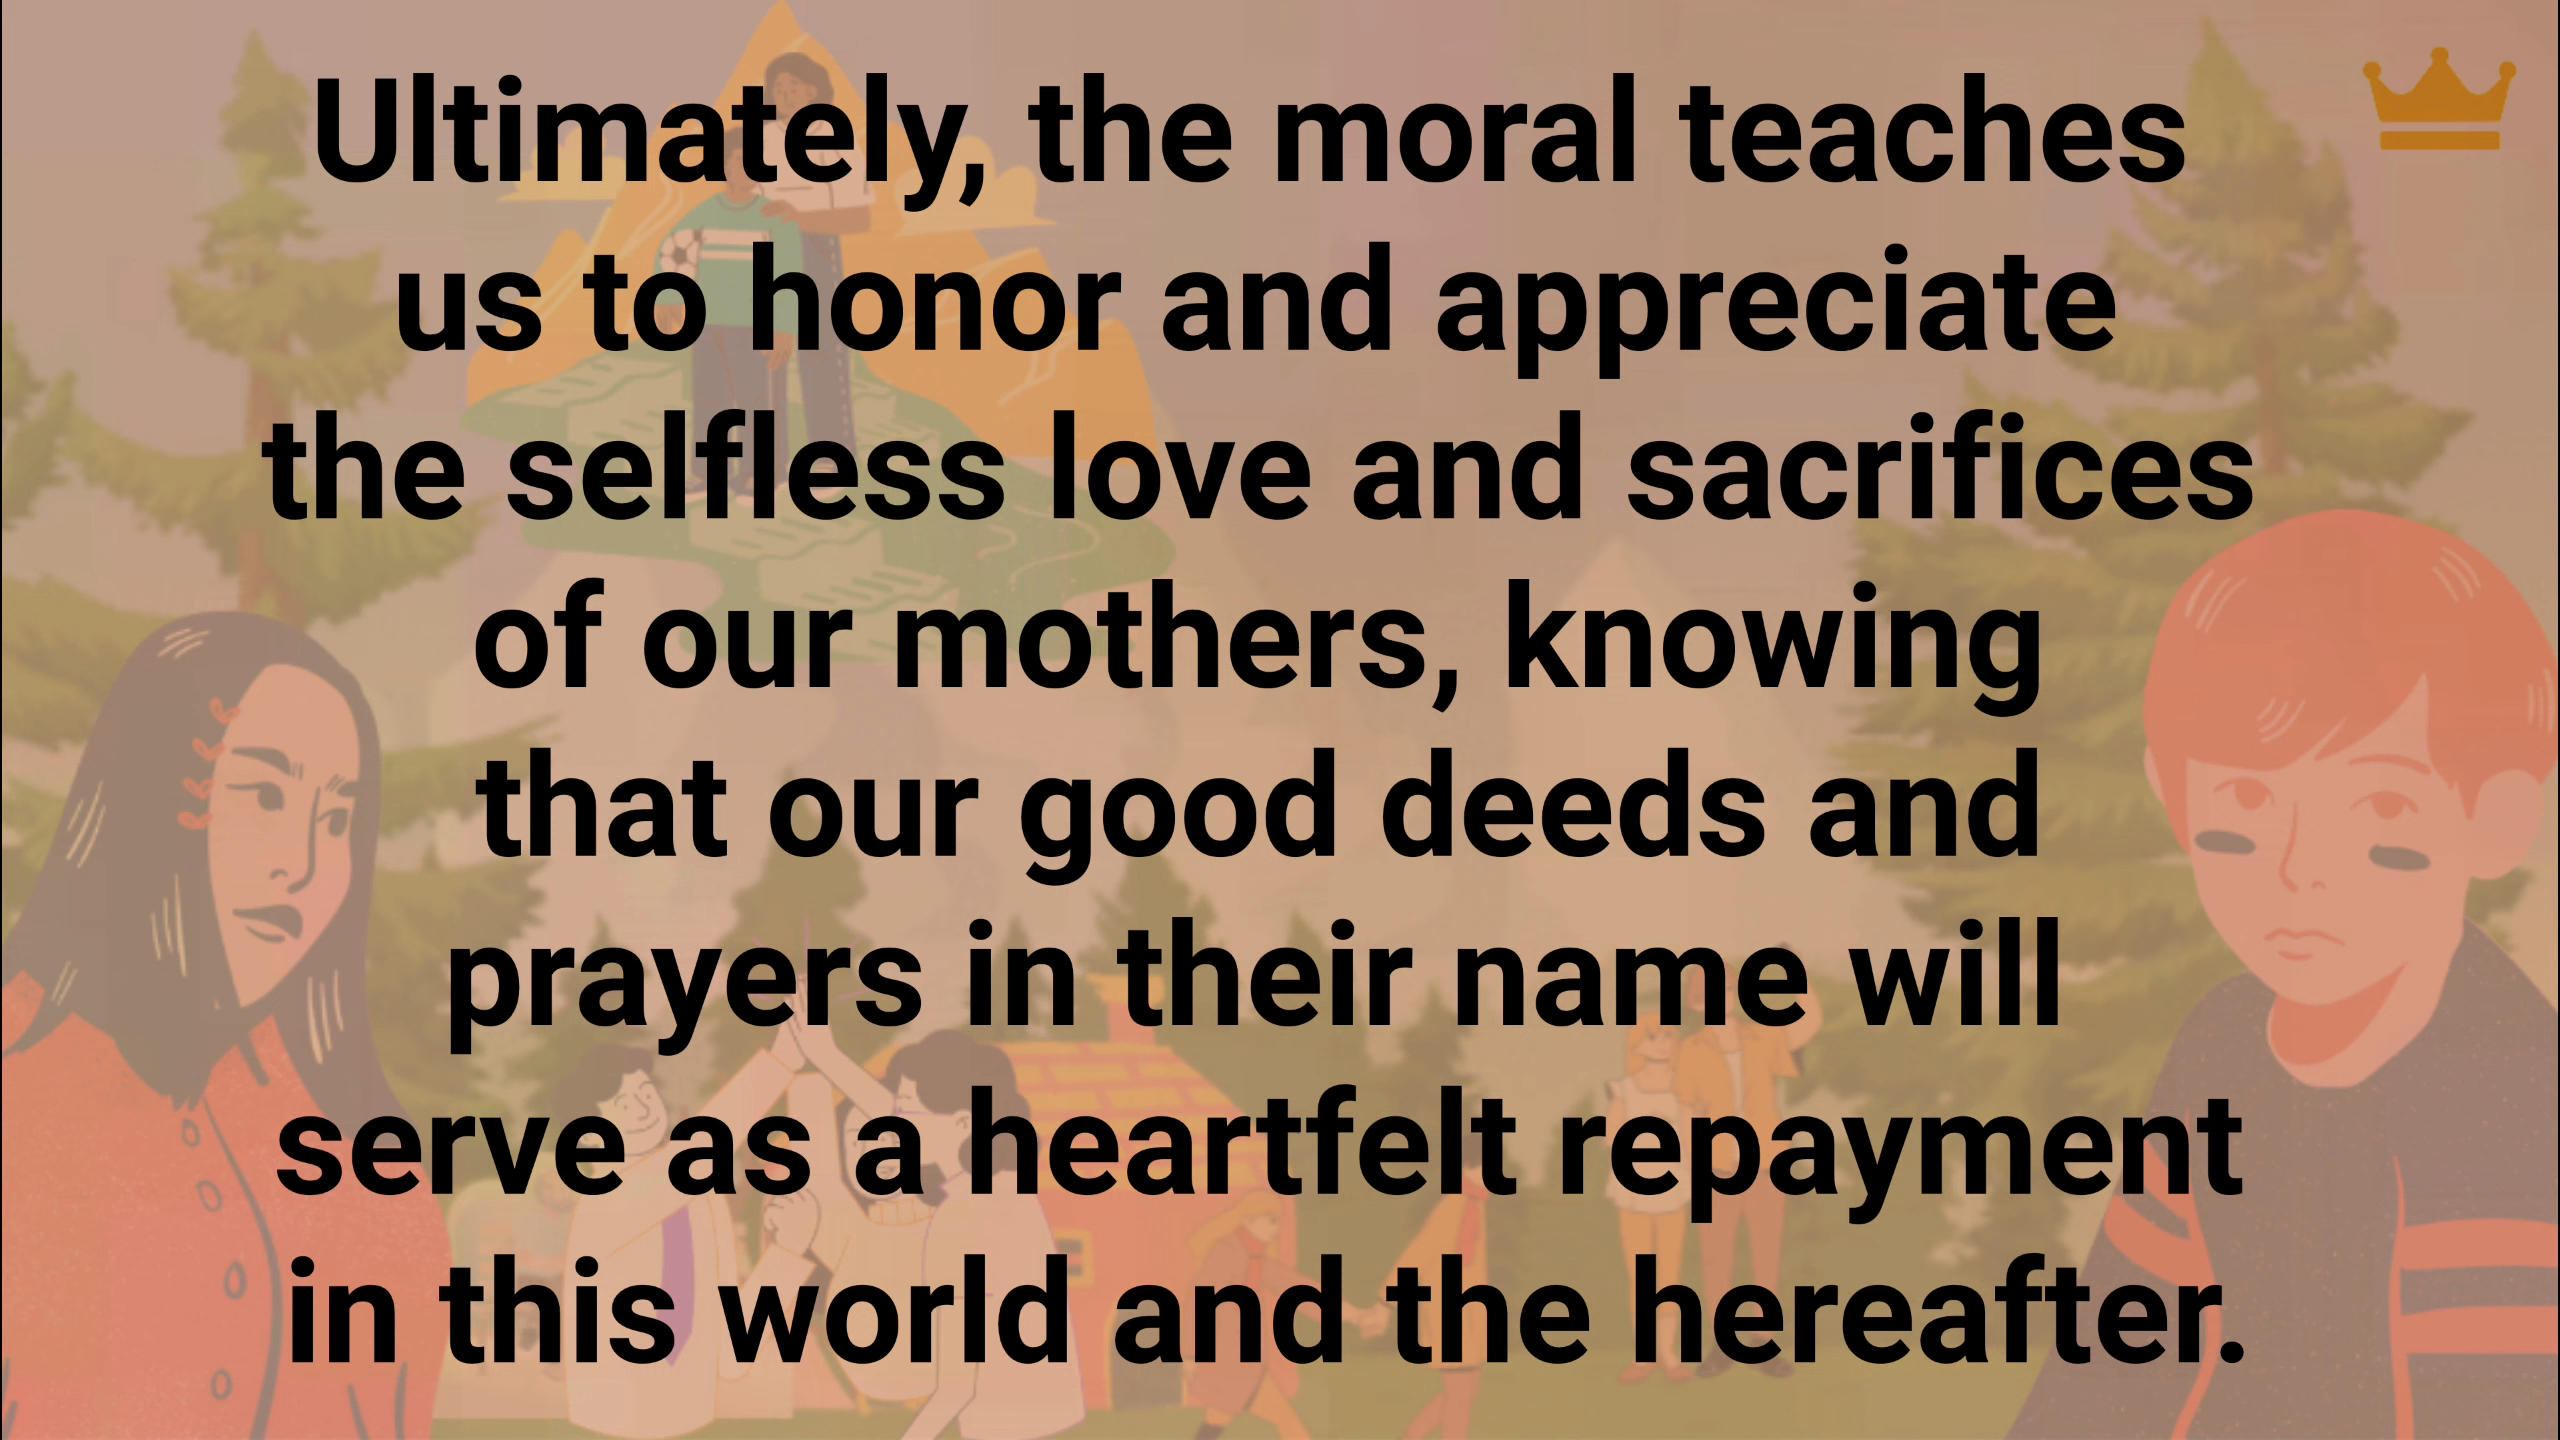 Ultimately, the moral teaches
us to honor and appreciate
the selfless love and sacrifices
of our mothers, knowing
that our good deeds and
prayers in their name will
serve as a heartfelt repayment
in this world and the hereafter.